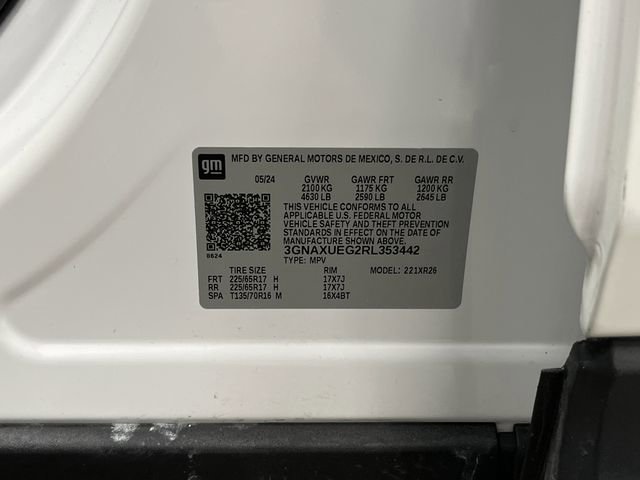 gm MFD BY GENERAL MOTORS DE MEXICO, S. DE R.L. DE C.V.
05/24 GVWR GAWR FRT GAWR RR
2100 KG 1175 KG 1200 KG
4630 LB 2590 LB 2645 LB
THIS VEHICLE CONFORMS TO ALL
APPLICABLE U.S. FEDERAL MOTOR
VEHICLE SAFETY AND THEFT PREVENTION
STANDARDS IN EFFECT ON THE DATE OF
MANUFACTURE SHOWN ABOVE.
3GNAXUEG2RL353442
0624 TYPE: MPV
TIRE SIZE RIM MODEL: 221XR26
FRT 225/65R17 H 17X7J
RR 225/65R17 H 17X7J
SPA T135/70R16 M 16X4BT